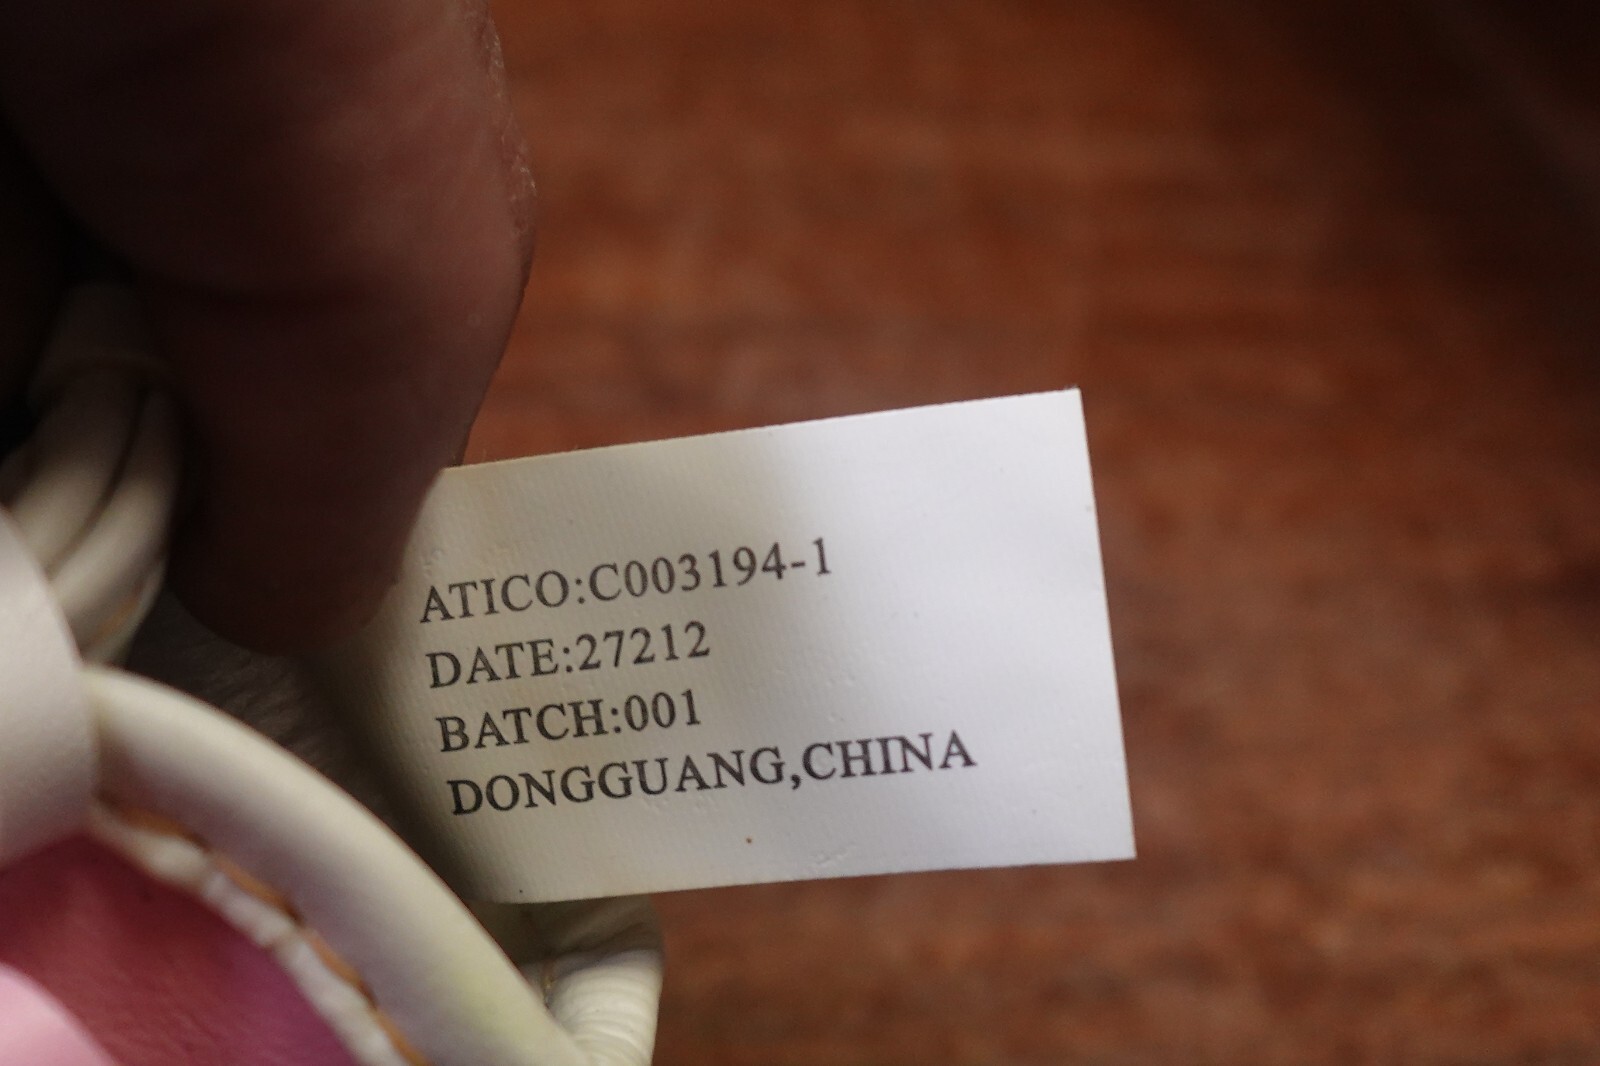 ATICO:C003194-1
DATE:27212
BATCH:001
DONGGUANG,CHINA